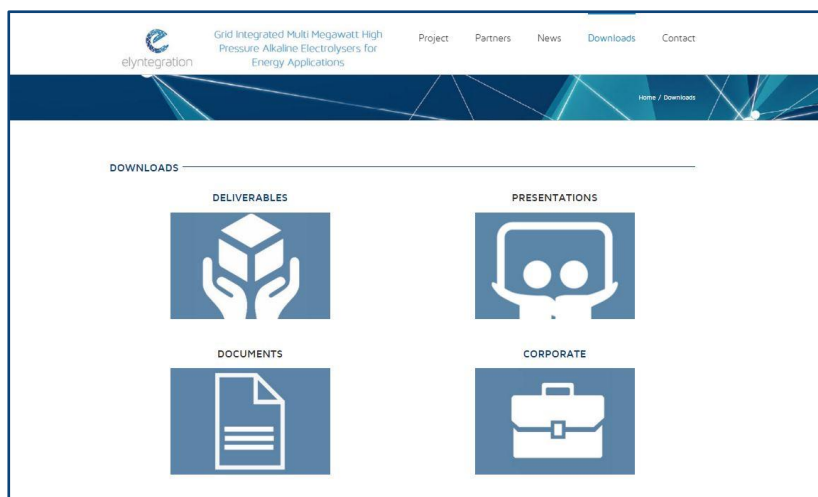 elyntegration
Grid Integrated Multi Megawatt High
Pressure Alkaline Electrolysers for
Energy Applications
Project Partners News Downloads Contact
Home / Downloads
DOWNLOADS
DELIVERABLES
PRESENTATIONS
DOCUMENTS
CORPORATE